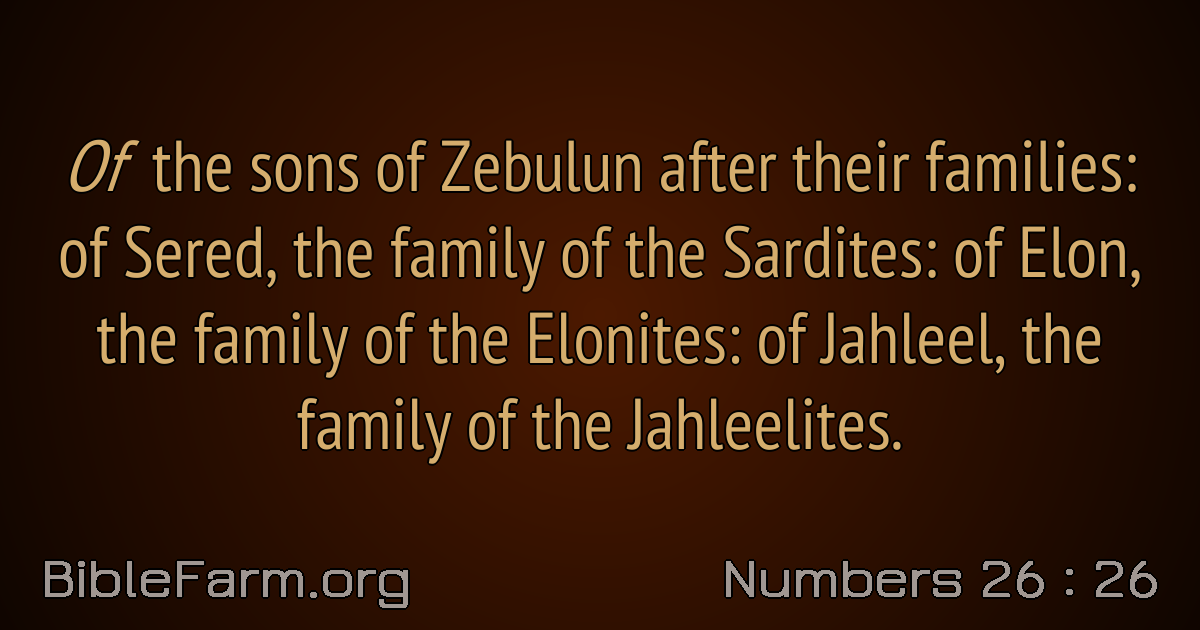 Of the sons of Zebulun after their families:
of Sered, the family of the Sardites: of Elon,
the family of the Elonites: of Jahleel, the
family of the Jahleelites.
BibleFarm.org
Numbers 26 : 26